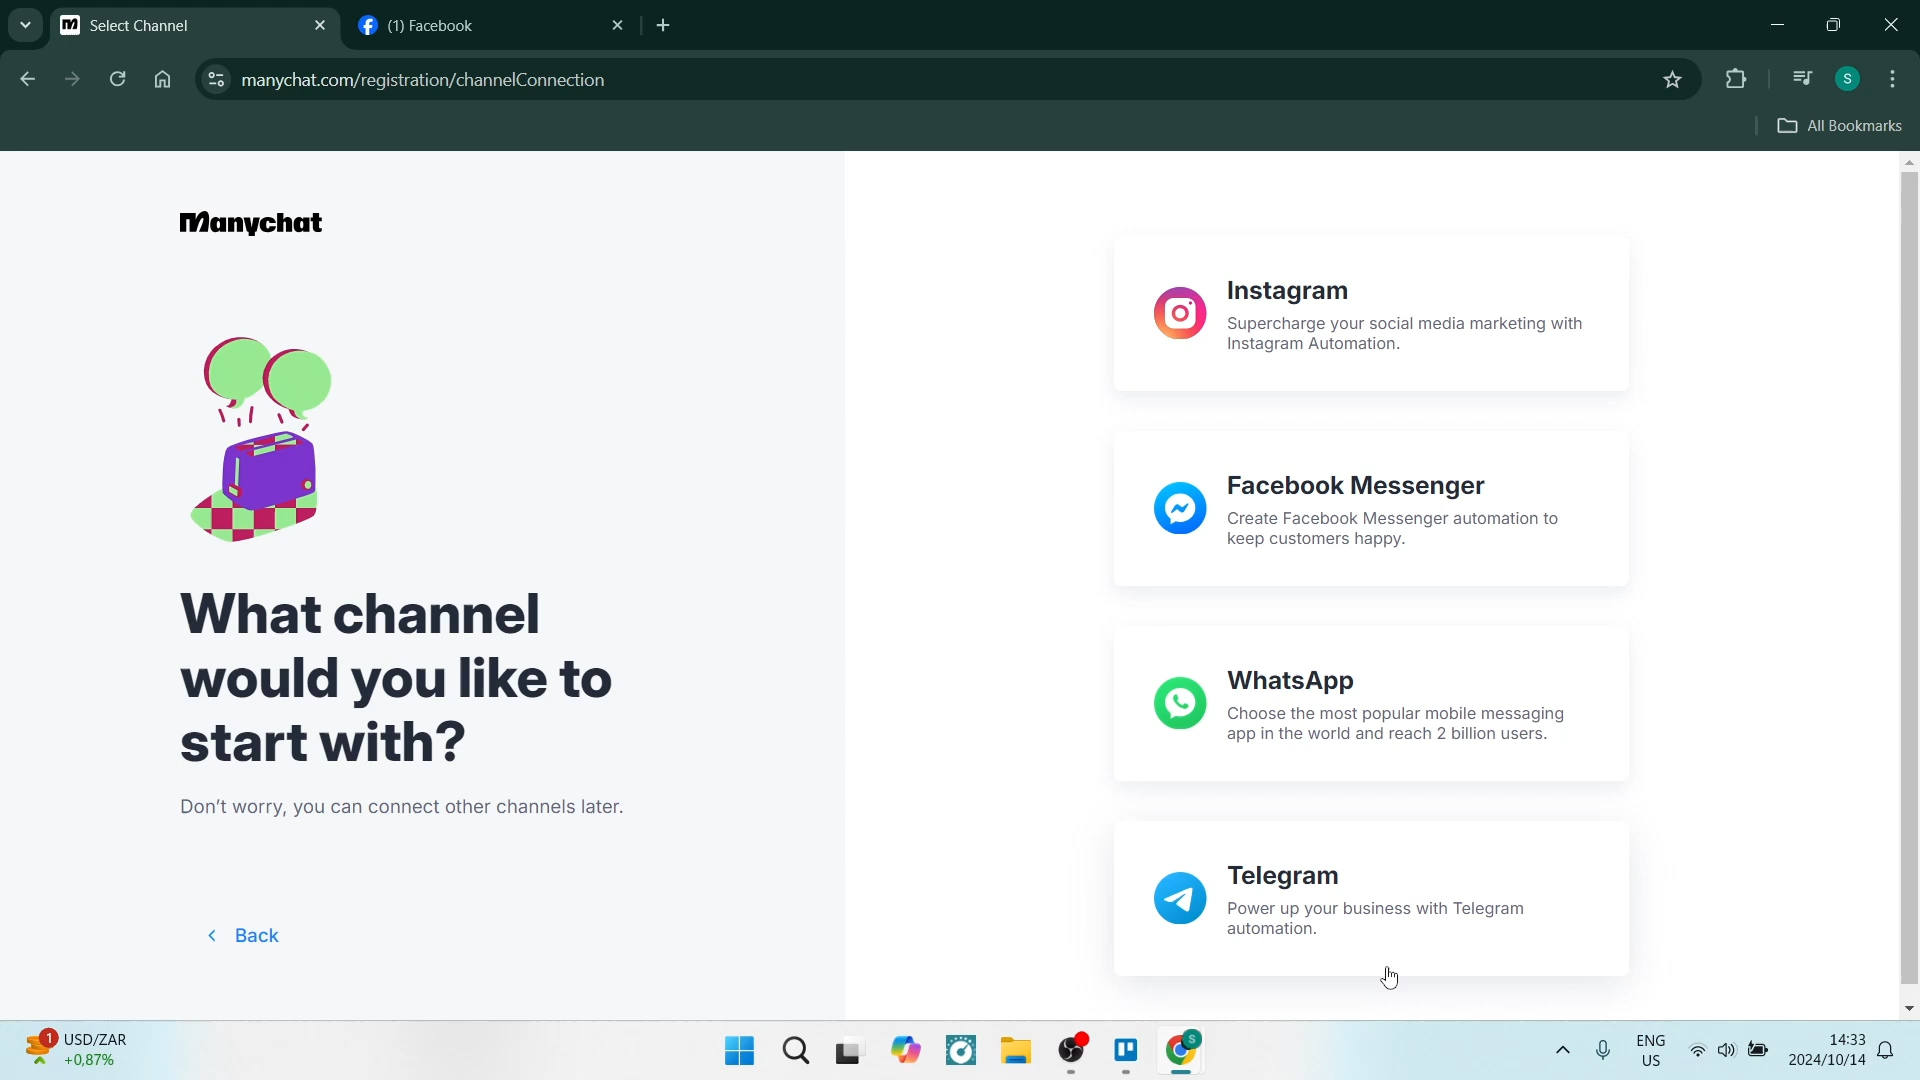 Select Channel
(1) Facebook
manychat.com/registration/channelConnection
S
All Bookmarks
Manychat
What channel
would you like to
start with?
Don't worry, you can connect other channels later.
Back
Instagram
Supercharge your social media marketing with
Instagram Automation.
Facebook Messenger
Create Facebook Messenger automation to
keep customers happy.
WhatsApp
Choose the most popular mobile messaging
app in the world and reach 2 billion users.
Telegram
Power up your business with Telegram
automation.
1
USD/ZAR
+0,87%
S
ENG
US
14:33
2024/10/14